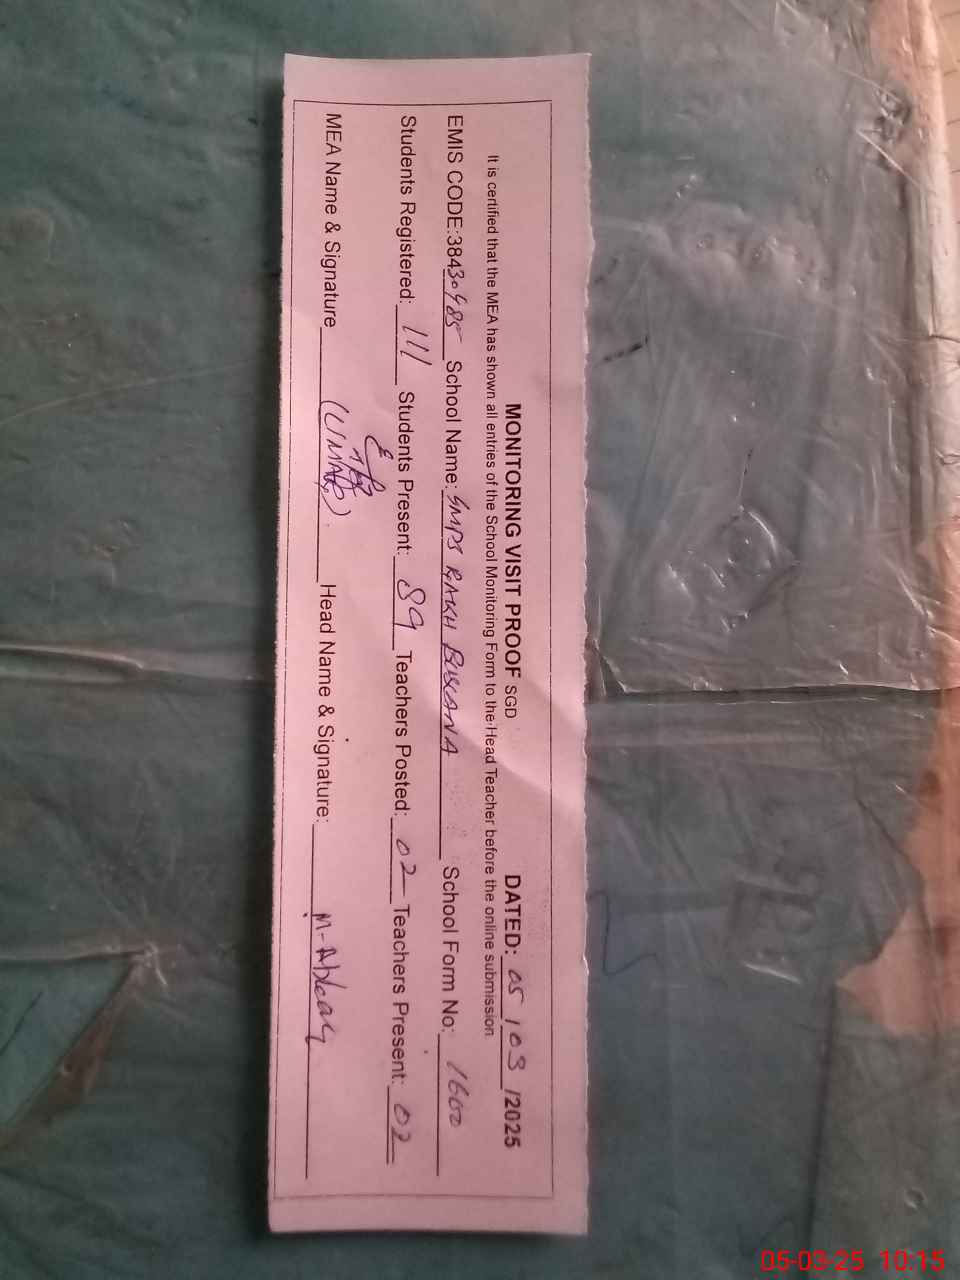 MONITORING VISIT PROOF SGD DATED: 05 / 03 /2025
It is certified that the MEA has shown all entries of the School Monitoring Form to the Head Teacher before the online submission
EMIS CODE:38430485 School Name: GMPS RAKH BUCANA School Form No: 1660
Students Registered: 111 Students Present: 89 Teachers Posted: 02 Teachers Present: 02
MEA Name & Signature (UMAR) Head Name & Signature:
05-03-25 10:15